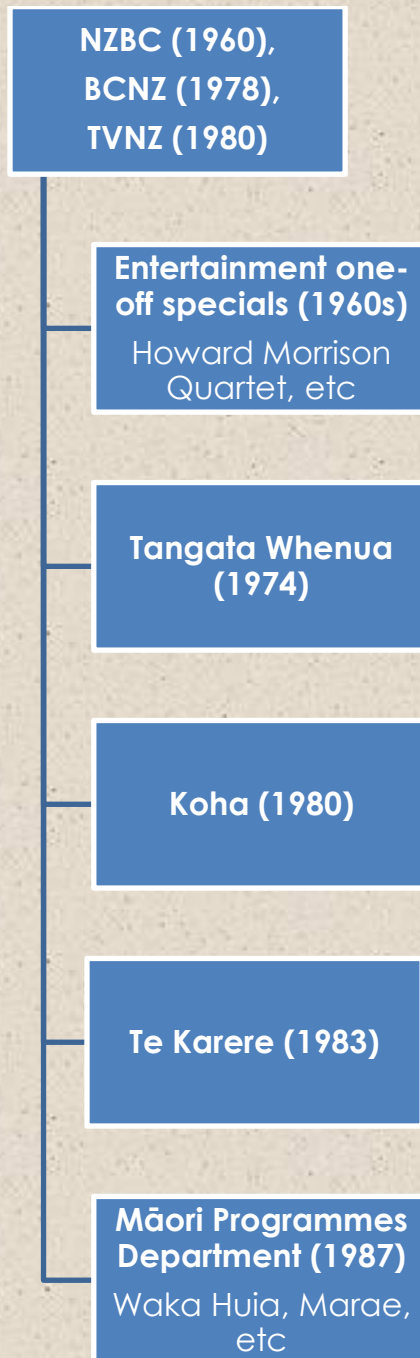 NZBC (1960),
BCNZ (1978),
TVNZ (1980)
Entertainment one-
off specials (1960s)
Howard Morrison
Quartet, etc
Tangata Whenua
(1974)
Koha (1980)
Te Karere (1983)
Māori Programmes
Department (1987)
Waka Huia, Marae,
etc